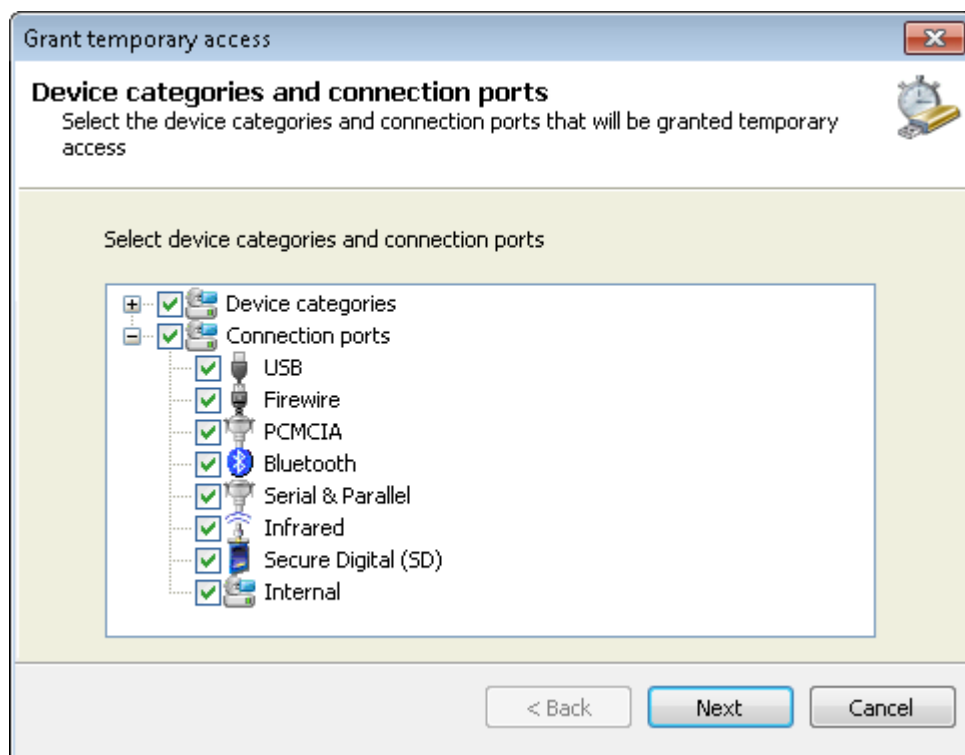 Grant temporary access
Device categories and connection ports
Select the device categories and connection ports that will be granted temporary
access
Select device categories and connection ports
Device categories
Connection ports
USB
Firewire
PCMCIA
Bluetooth
Serial & Parallel
Infrared
Secure Digital (SD)
Internal
< Back
Next
Cancel